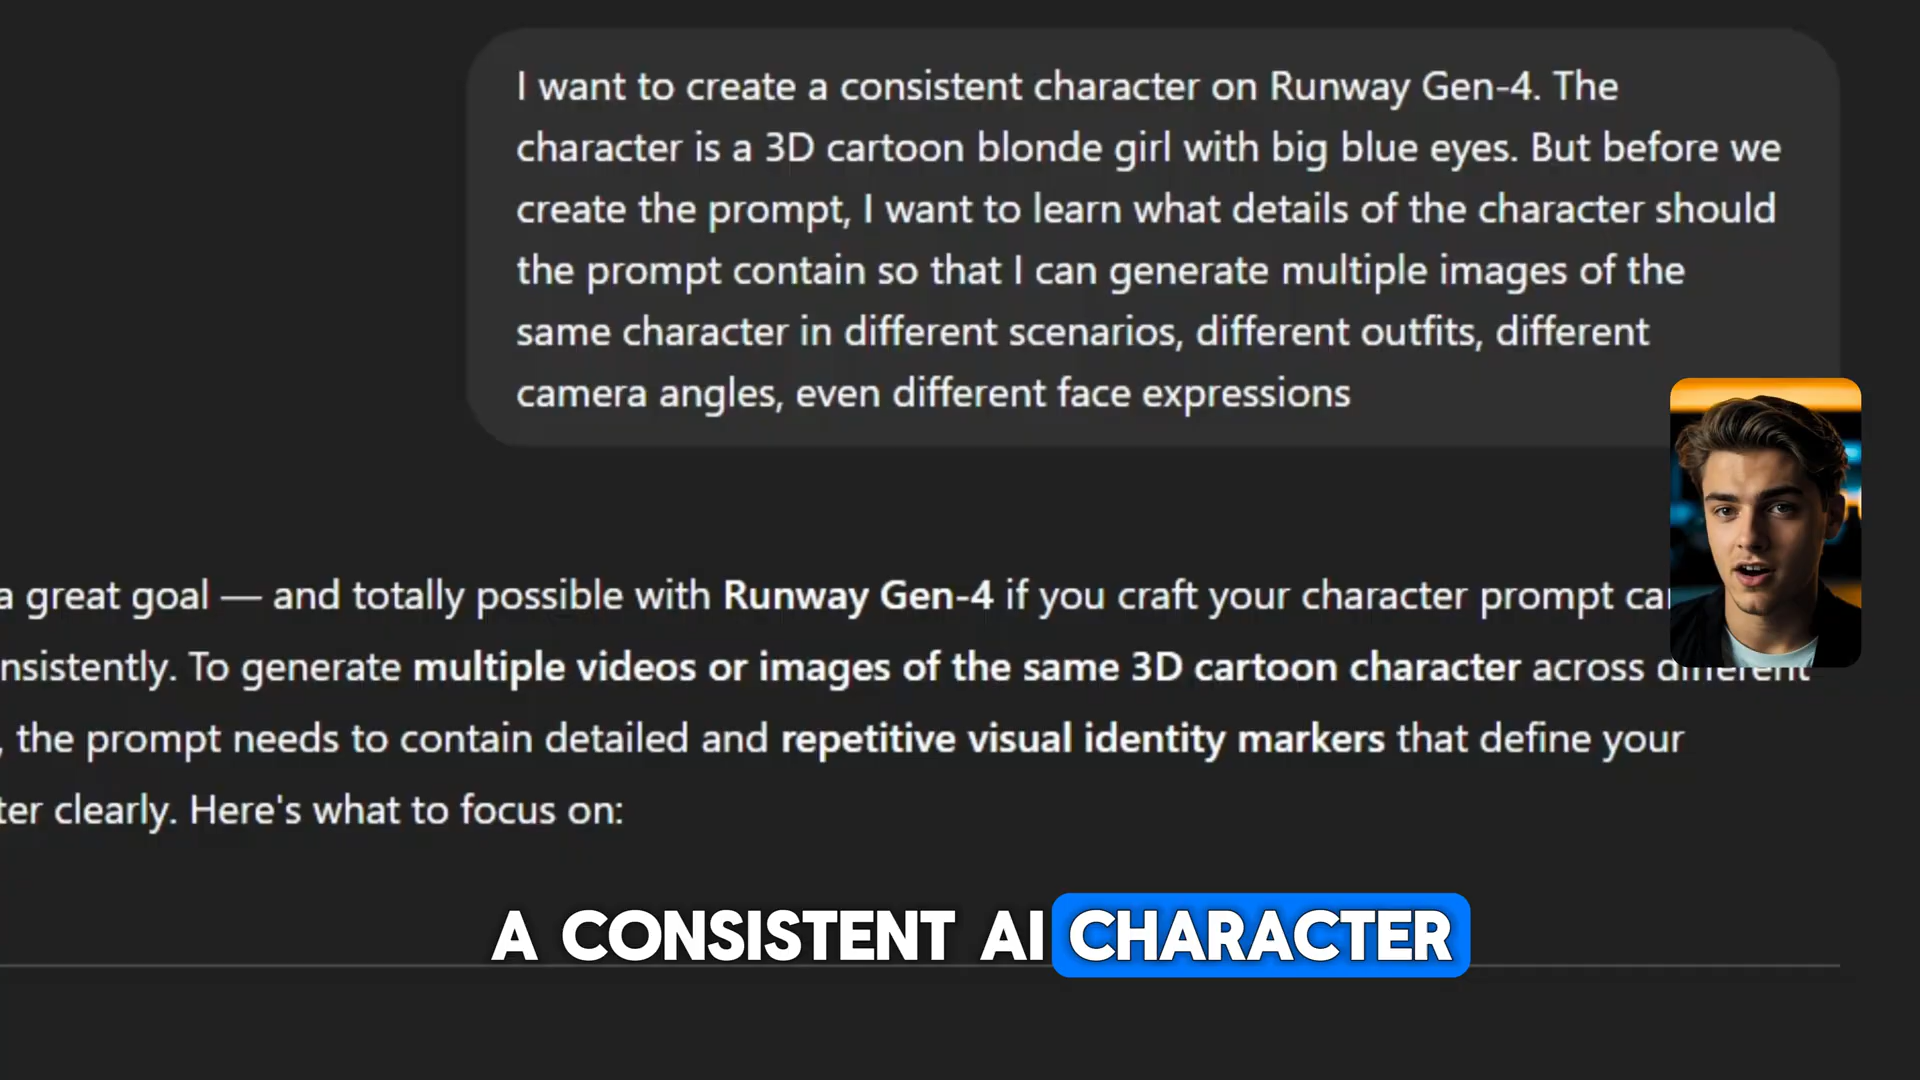 I want to create a consistent character on Runway Gen-4. The
character is a 3D cartoon blonde girl with big blue eyes. But before we
create the prompt, I want to learn what details of the character should
the prompt contain so that I can generate multiple images of the
same character in different scenarios, different outfits, different
camera angles, even different face expressions
a great goal — and totally possible with Runway Gen-4 if you craft your character prompt
nsistently. To generate multiple videos or images of the same 3D cartoon character across different
, the prompt needs to contain detailed and repetitive visual identity markers that define your
ter clearly. Here's what to focus on:
A CONSISTENT AI CHARACTER